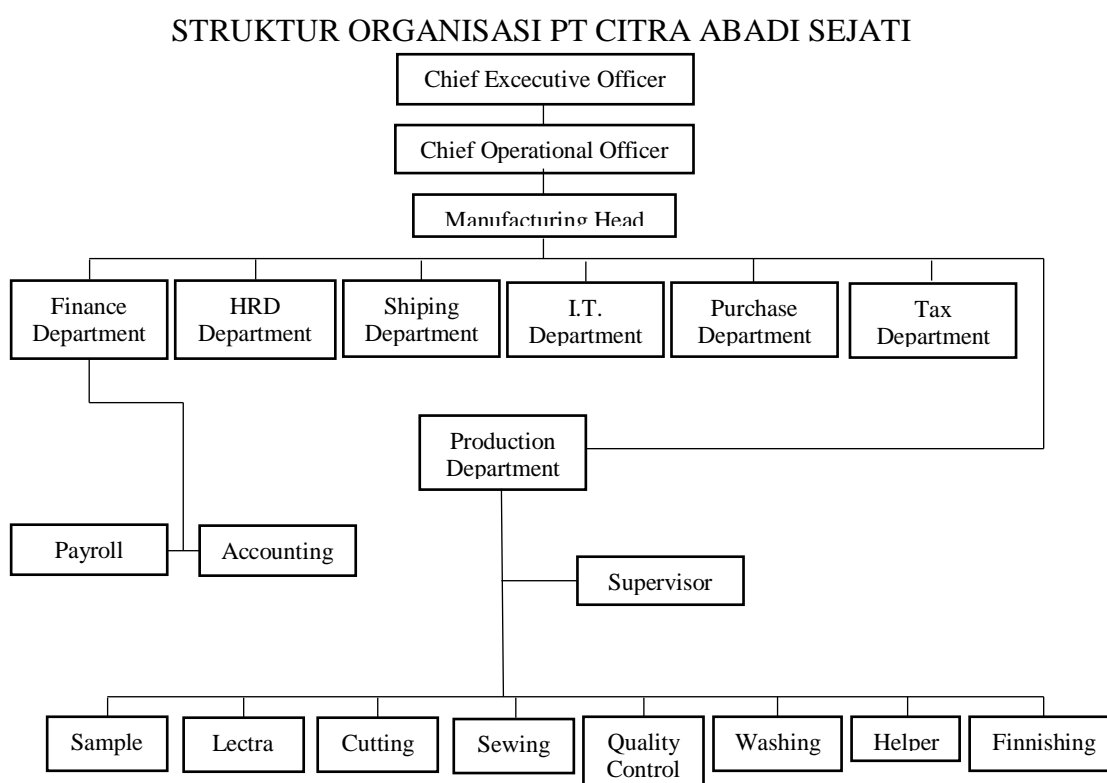 STRUKTUR ORGANISASI PT CITRA ABADI SEJATI
Chief Excecutive Officer
Chief Operational Officer
Manufacturing Head
Finance
Department
HRD
Department
Shiping
Department
I.T.
Department
Purchase
Department
Tax
Department
Production
Department
Payroll
Accounting
Supervisor
Sample
Lectra
Cutting
Sewing
Quality
Control
Washing
Helper
Finnishing